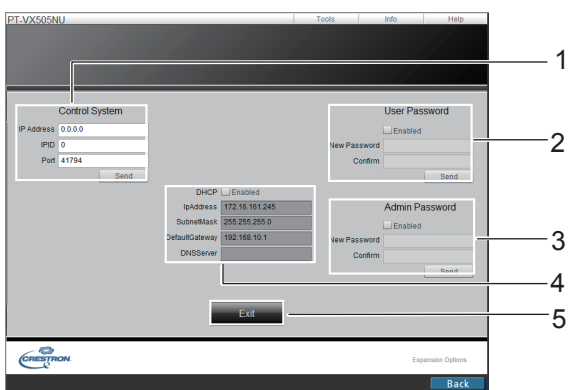 PT-VX505NU Tools Info Help
1
Control System
IP Address 0.0.0.0
IPID 0
Port 41794
Send
User Password
Enabled
New Password
Confirm
Send
2
DHCP Enabled
IpAddress 172.16.161.245
SubnetMask 255.255.255.0
DefaultGateway 192.168.10.1
DNSServer
Admin Password
Enabled
New Password
Confirm
Send
3
4
Exit
5
CRESTRON
Expansion Options
Back